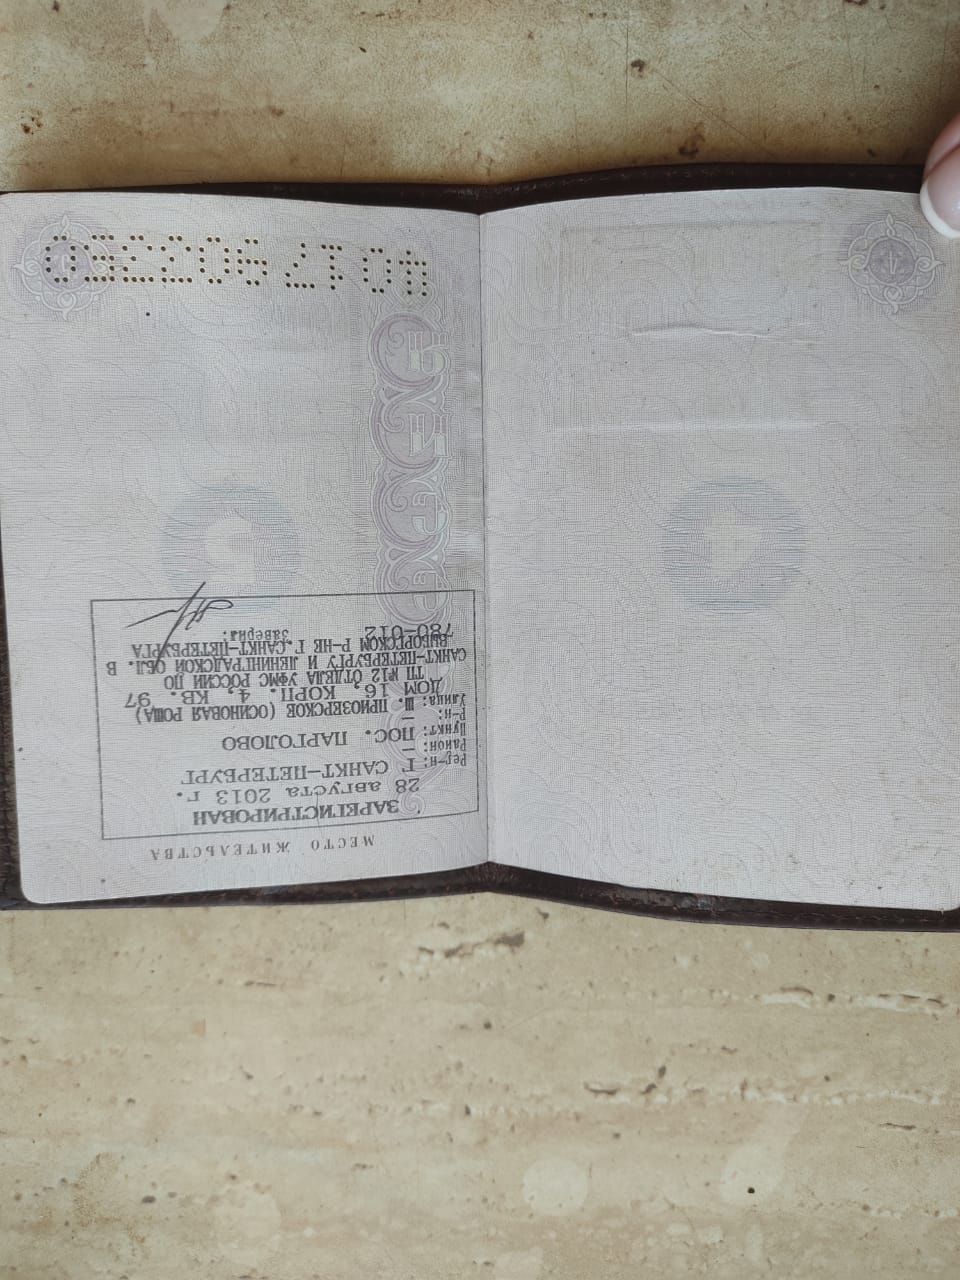 МЕСТО ЖИТЕЛЬСТВА
ЗАРЕГИСТРИРОВАН
28 августа 2013 г.
Рег-н: Г САНКТ-ПЕТЕРБУРГ
Район: —
Пункт: ПОС. ПАРГОЛОВО
Р-н: —
Улица: Ш. ПРИОЗЕРСКОЕ (ОСИНОВАЯ РОЩА)
ДОМ 16, КОРП. 4, КВ. 97
ТП №12 ОТДЕЛА УФМС РОССИИ ПО
САНКТ-ПЕТЕРБУРГУ И ЛЕНИНГРАДСКОЙ ОБЛ. В
ВЫБОРГСКОМ Р-НЕ Г. САНКТ-ПЕТЕРБУРГА
780-012
Заверил:
40 17